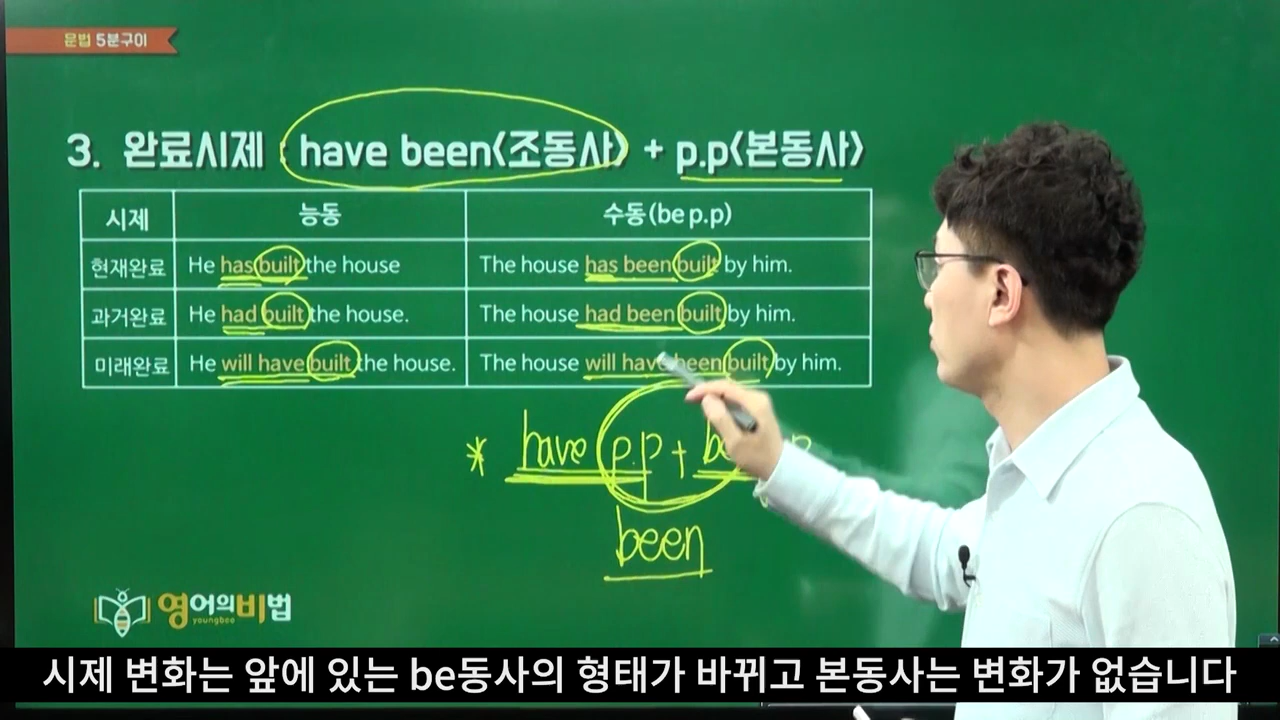 문법 5분구이
3. 완료시제 : have been<조동사> + p.p<본동사>
시제 능동 수동(be p.p)
현재완료 He has built the house The house has been built by him.
과거완료 He had built the house. The house had been built by him.
미래완료 He will have built the house. The house will have been built by him.
* have p.p +
been
영어의비법
youngbee
시제 변화는 앞에 있는 be동사의 형태가 바뀌고 본동사는 변화가 없습니다